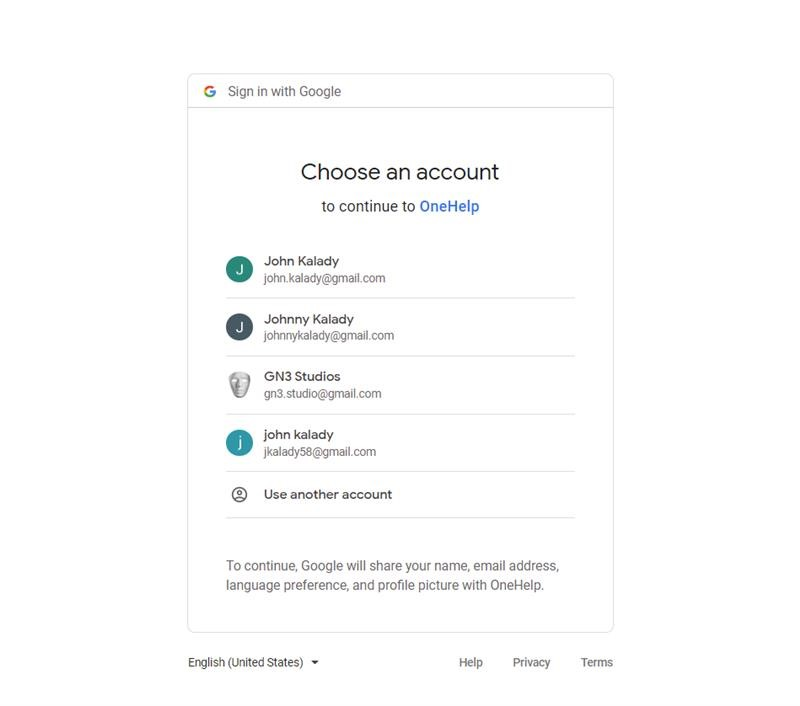 Sign in with Google
Choose an account
to continue to OneHelp
J
John Kalady
john.kalady@gmail.com
J
Johnny Kalady
johnnykalady@gmail.com
GN3 Studios
gn3.studio@gmail.com
j
john kalady
jkalady58@gmail.com
Use another account
To continue, Google will share your name, email address,
language preference, and profile picture with OneHelp.
English (United States)
Help Privacy Terms